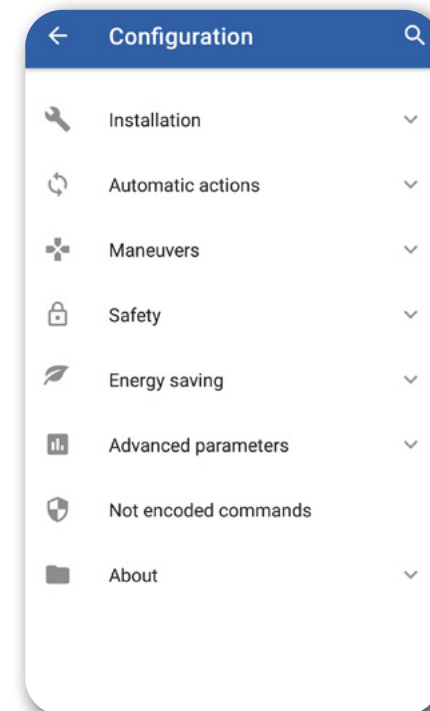 Configuration
Installation
Automatic actions
Maneuvers
Safety
Energy saving
Advanced parameters
Not encoded commands
About